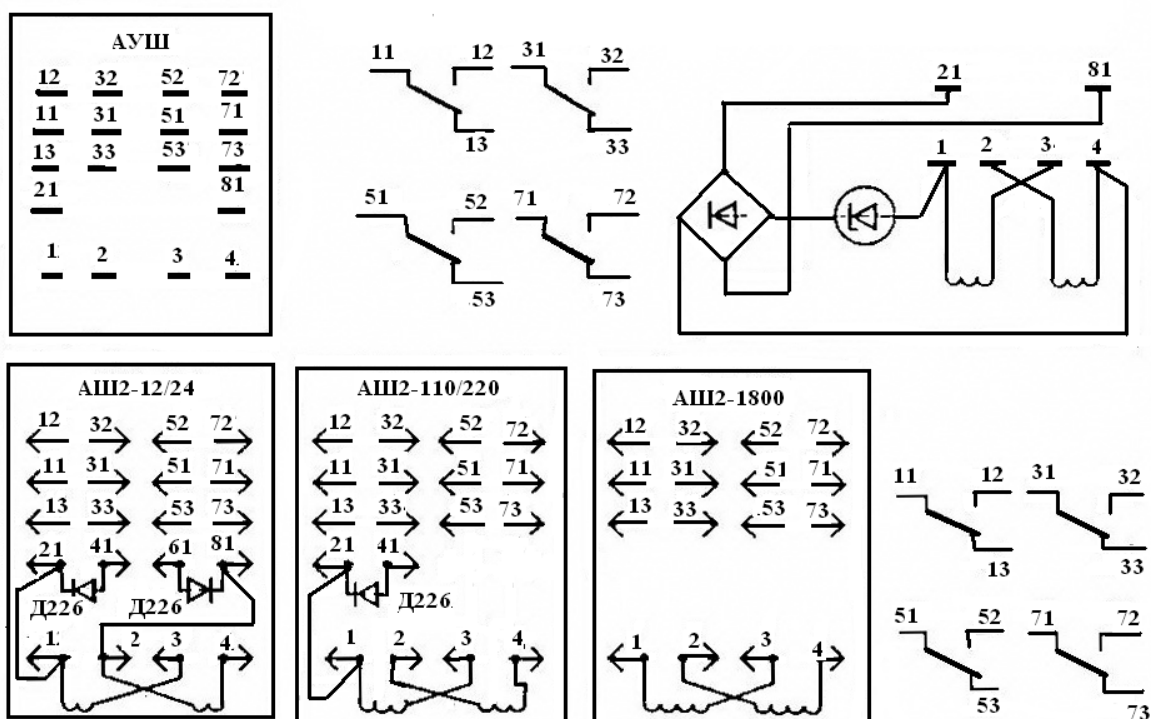 АУШ
12 32 52 72
11 31 51 71
13 33 53 73
21 81
1 2 3 4
11 12 31 32
13 33
51 52 71 72
53 73
21 81
1 2 3 4
АШ2-12/24
12 32 52 72
11 31 51 71
13 33 53 73
21 41 61 81
Д226 Д226
1 2 3 4
АШ2-110/220
12 32 52 72
11 31 51 71
13 33 53 73
21 41
Д226
1 2 3 4
АШ2-1800
12 32 52 72
11 31 51 71
13 33 53 73
1 2 3 4
11 12 31 32
13 33
51 52 71 72
53 73